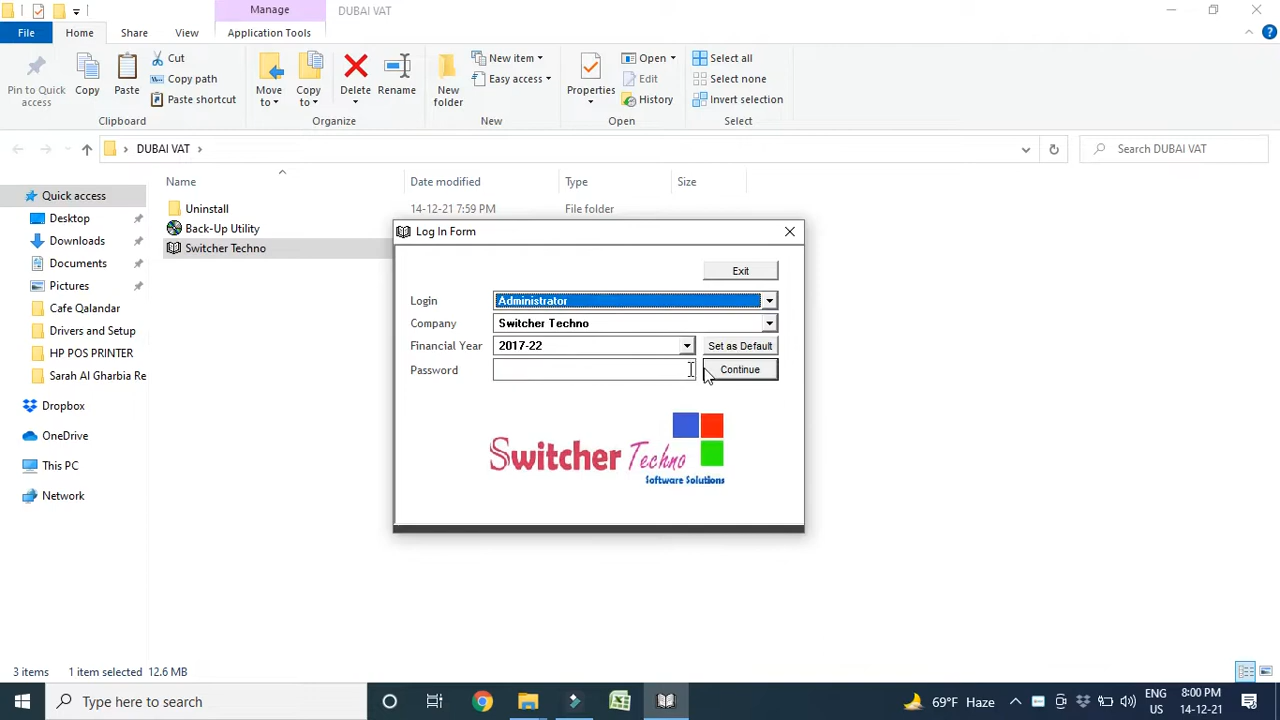 Manage
DUBAI VAT
File
Home
Share
View
Application Tools
Pin to Quick access
Copy
Paste
Cut
Copy path
Paste shortcut
Clipboard
Move to
Copy to
Delete
Rename
Organize
New folder
New item
Easy access
New
Properties
Open
Edit
History
Open
Select all
Select none
Invert selection
Select
DUBAI VAT
Search DUBAI VAT
Name
Date modified
Type
Size
Quick access
Desktop
Downloads
Documents
Pictures
Cafe Qalandar
Drivers and Setup
HP POS PRINTER
Sarah Al Gharbia Re
Dropbox
OneDrive
This PC
Network
Uninstall
14-12-21 7:59 PM
File folder
Back-Up Utility
Switcher Techno
Log In Form
Exit
Login
Administrator
Company
Switcher Techno
Financial Year
2017-22
Set as Default
Password
Continue
Switcher Techno
Software Solutions
3 items
1 item selected 12.6 MB
Type here to search
69°F Haze
ENG
US
8:00 PM
14-12-21